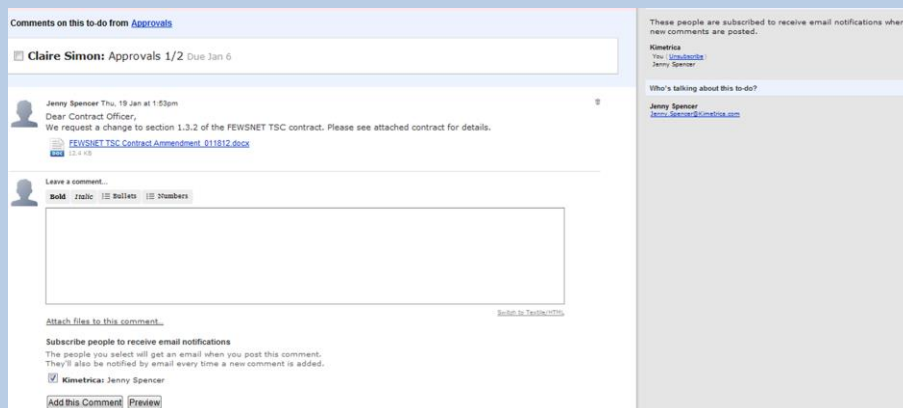 Comments on this to-do from Approvals
Claire Simon: Approvals 1/2 Due Jan 6
Jenny Spencer Thu, 19 Jan at 1:53pm
Dear Contract Officer,
We request a change to section 1.3.2 of the FEWSNET TSC contract. Please see attached contract for details.
FEWSNET TSC Contract Ammendment_011812.docx
DOC
12.4 KB
Leave a comment...
Bold Italic Bullets Numbers
Switch to Textile/HTML
Attach files to this comment...
Subscribe people to receive email notifications
The people you select will get an email when you post this comment.
They'll also be notified by email every time a new comment is added.
Kimetrica: Jenny Spencer
Add this Comment Preview
These people are subscribed to receive email notifications when
new comments are posted.
Kimetrica
You (Unsubscribe)
Jenny Spencer
Who's talking about this to-do?
Jenny Spencer
Jenny.Spencer@Kimetrica.com